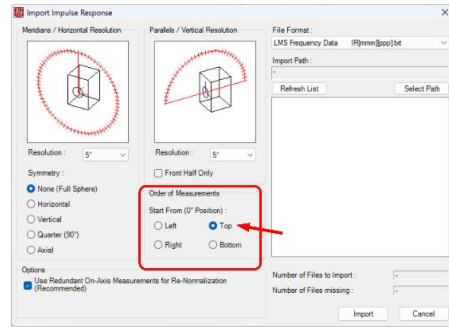 Import Impulse Response
Meridians / Horizontal Resolution
Parallels / Vertical Resolution
File Format :
LMS Frequency Data IR[mmm][ppp].txt
Import Path :
-
Refresh List
Select Path
Resolution : 5°
Resolution : 5°
Symmetry :
Front Half Only
None (Full Sphere)
Horizontal
Vertical
Quarter (90°)
Axial
Order of Measurements
Start From (0° Position) :
Left
Top
Right
Bottom
Options
Use Redundant On-Axis Measurements for Re-Normalization
(Recommended)
Number of Files to Import : -
Number of Files missing : -
Import
Cancel